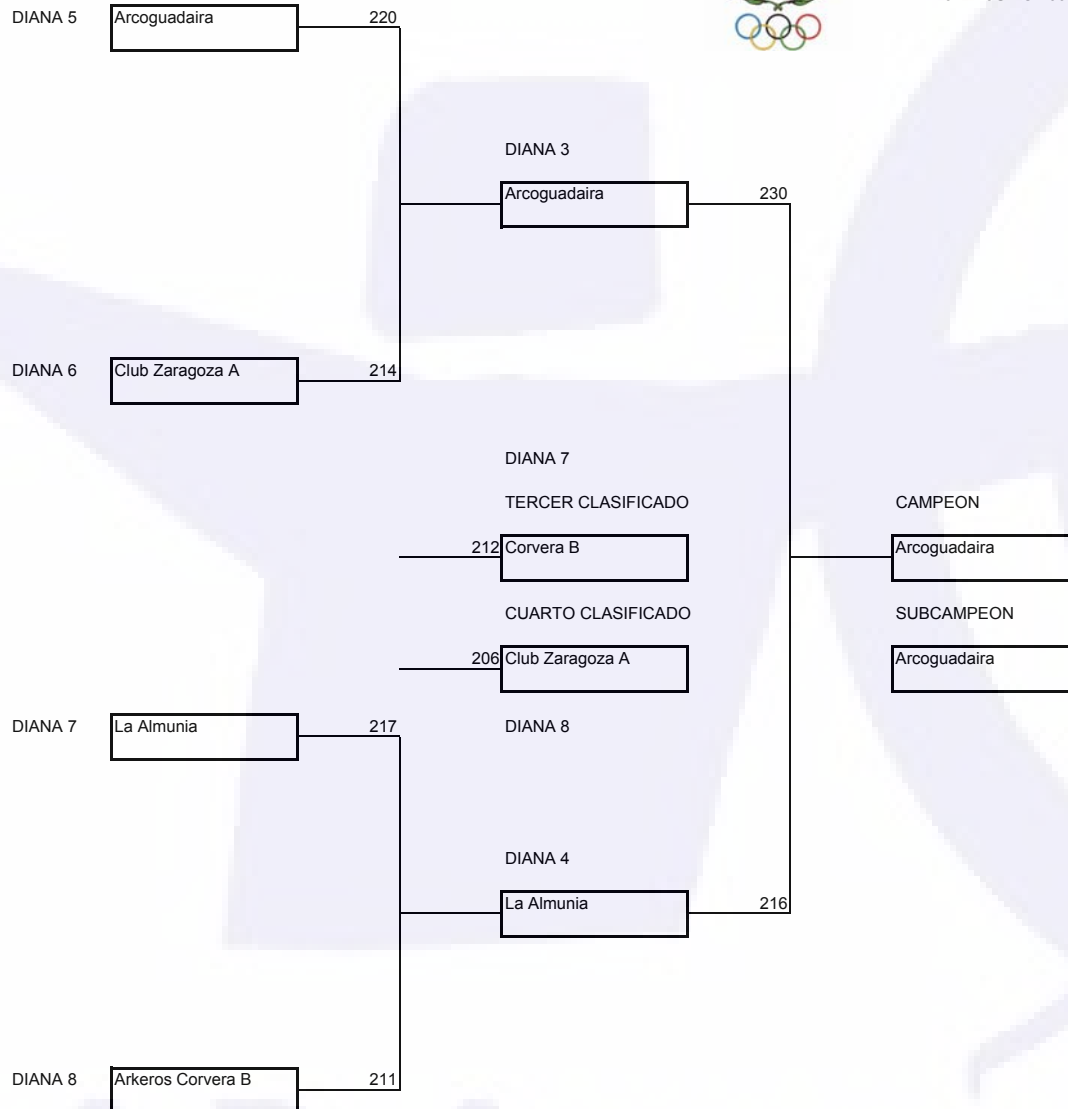 DIANA 5 Arcoguadaira 220
DIANA 3
Arcoguadaira 230
DIANA 6 Club Zaragoza A 214
DIANA 7
TERCER CLASIFICADO CAMPEON
212 Corvera B Arcoguadaira
CUARTO CLASIFICADO SUBCAMPEON
206 Club Zaragoza A Arcoguadaira
DIANA 7 La Almunia 217 DIANA 8
DIANA 4
La Almunia 216
DIANA 8 Arkeros Corvera B 211